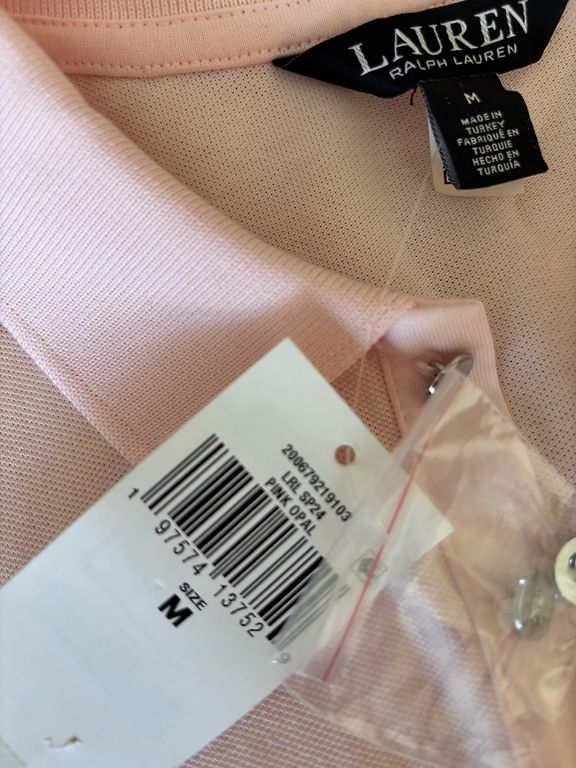 LAUREN
RALPH LAUREN
M
MADE IN
TURKEY
FABRIQUÉ EN
TURQUIE
HECHO EN
TURQUÍA
200679219103
LRL SP24
PINK OPAL
1 97574 13752 9
SIZE
M